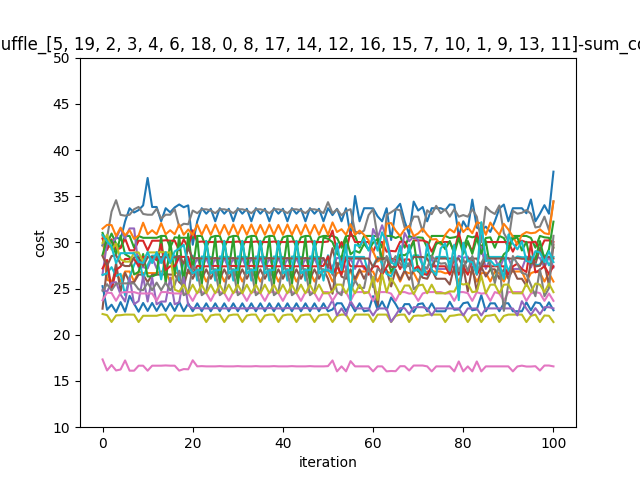 uffle_[5, 19, 2, 3, 4, 6, 18, 0, 8, 17, 14, 12, 16, 15, 7, 10, 1, 9, 13, 11]-sum_co
50
45
40
35
30
25
20
15
10
cost
0 20 40 60 80 100
iteration